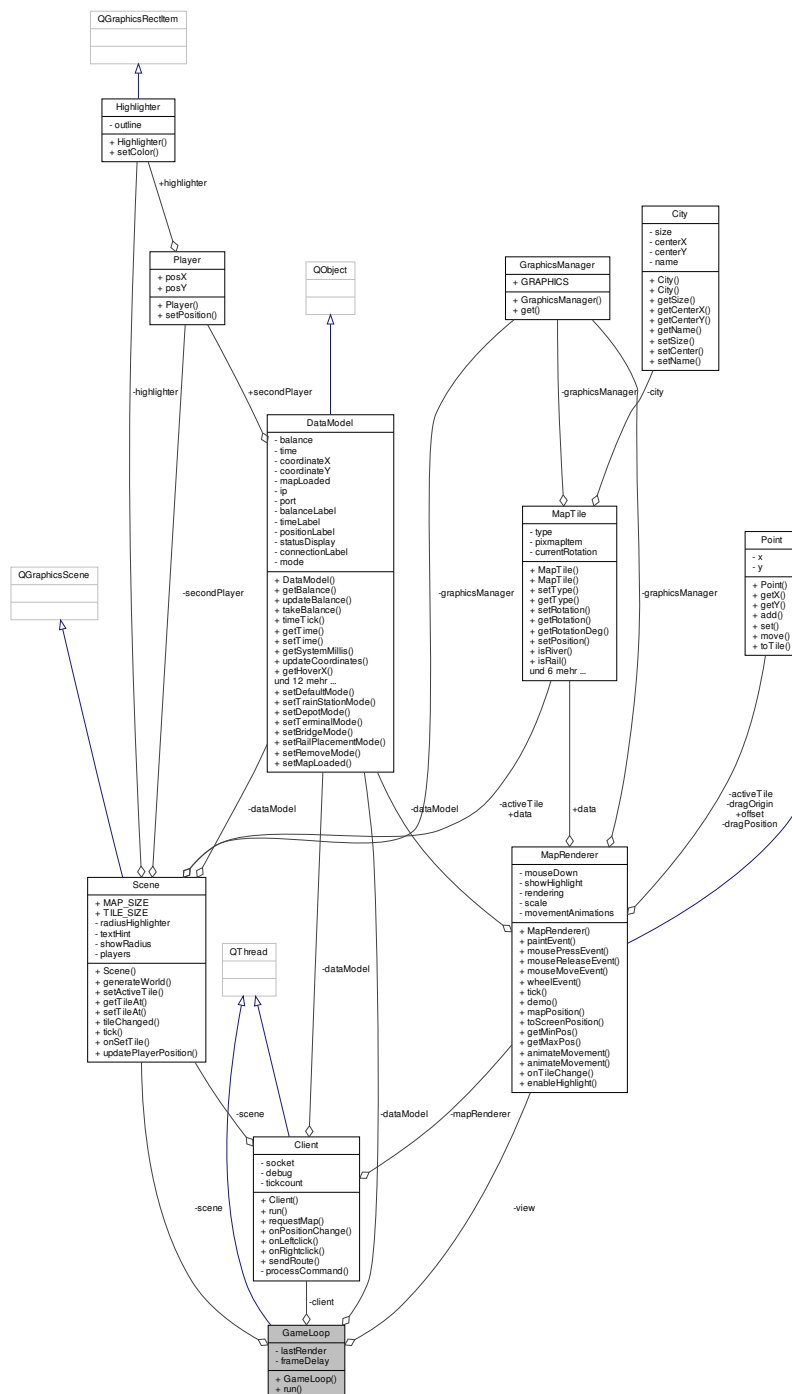 QGraphicsRectItem
Highlighter
- outline
+ Highlighter()
+ setColor()
+highlighter
Player
+ posX
+ posY
+ Player()
+ setPosition()
City
- size
- centerX
- centerY
- name
+ City()
+ City()
+ getSize()
+ getCenterX()
+ getCenterY()
+ getName()
+ setSize()
+ setCenter()
+ setName()
QObject
GraphicsManager
+ GRAPHICS
+ GraphicsManager()
+ get()
-highlighter
+secondPlayer
-graphicsManager
-city
DataModel
- balance
- time
- coordinateX
- coordinateY
- mapLoaded
- ip
- port
- balanceLabel
- timeLabel
- positionLabel
- statusDisplay
- connectionLabel
- mode
+ DataModel()
+ getBalance()
+ updateBalance()
+ takeBalance()
+ timeTick()
+ getTime()
+ setTime()
+ getSystemMillis()
+ updateCoordinates()
+ getHoverX()
und 12 mehr ...
+ setDefaultMode()
+ setTrainStationMode()
+ setDepotMode()
+ setTerminalMode()
+ setBridgeMode()
+ setRailPlacementMode()
+ setRemoveMode()
+ setMapLoaded()
MapTile
- type
- pixmapItem
- currentRotation
+ MapTile()
+ MapTile()
+ setType()
+ getType()
+ setRotation()
+ getRotation()
+ getRotationDeg()
+ setPosition()
+ isRiver()
+ isRail()
und 6 mehr ...
Point
- x
- y
+ Point()
+ getX()
+ getY()
+ add()
+ set()
+ move()
+ toTile()
QGraphicsScene
-secondPlayer
-graphicsManager
-graphicsManager
-dataModel
-dataModel
-activeTile
+data
+data
-activeTile
-dragOrigin
+offset
-dragPosition
Scene
+ MAP_SIZE
+ TILE_SIZE
- radiusHighlighter
- textHint
- showRadius
- players
+ Scene()
+ generateWorld()
+ setActiveTile()
+ getTileAt()
+ setTileAt()
+ tileChanged()
+ tick()
+ onSetTile()
+ updatePlayerPosition()
QThread
-dataModel
MapRenderer
- mouseDown
- showHighlight
- rendering
- scale
- movementAnimations
+ MapRenderer()
+ paintEvent()
+ mousePressEvent()
+ mouseReleaseEvent()
+ mouseMoveEvent()
+ wheelEvent()
+ tick()
+ demo()
+ mapPosition()
+ toScreenPosition()
+ getMinPos()
+ getMaxPos()
+ animateMovement()
+ animateMovement()
+ onTileChange()
+ enableHighlight()
-scene
-dataModel
-mapRenderer
Client
- socket
- debug
- tickcount
+ Client()
+ run()
+ requestMap()
+ onPositionChange()
+ onLeftclick()
+ onRightclick()
+ sendRoute()
- processCommand()
-scene
-view
-client
GameLoop
- lastRender
- frameDelay
+ GameLoop()
+ run()